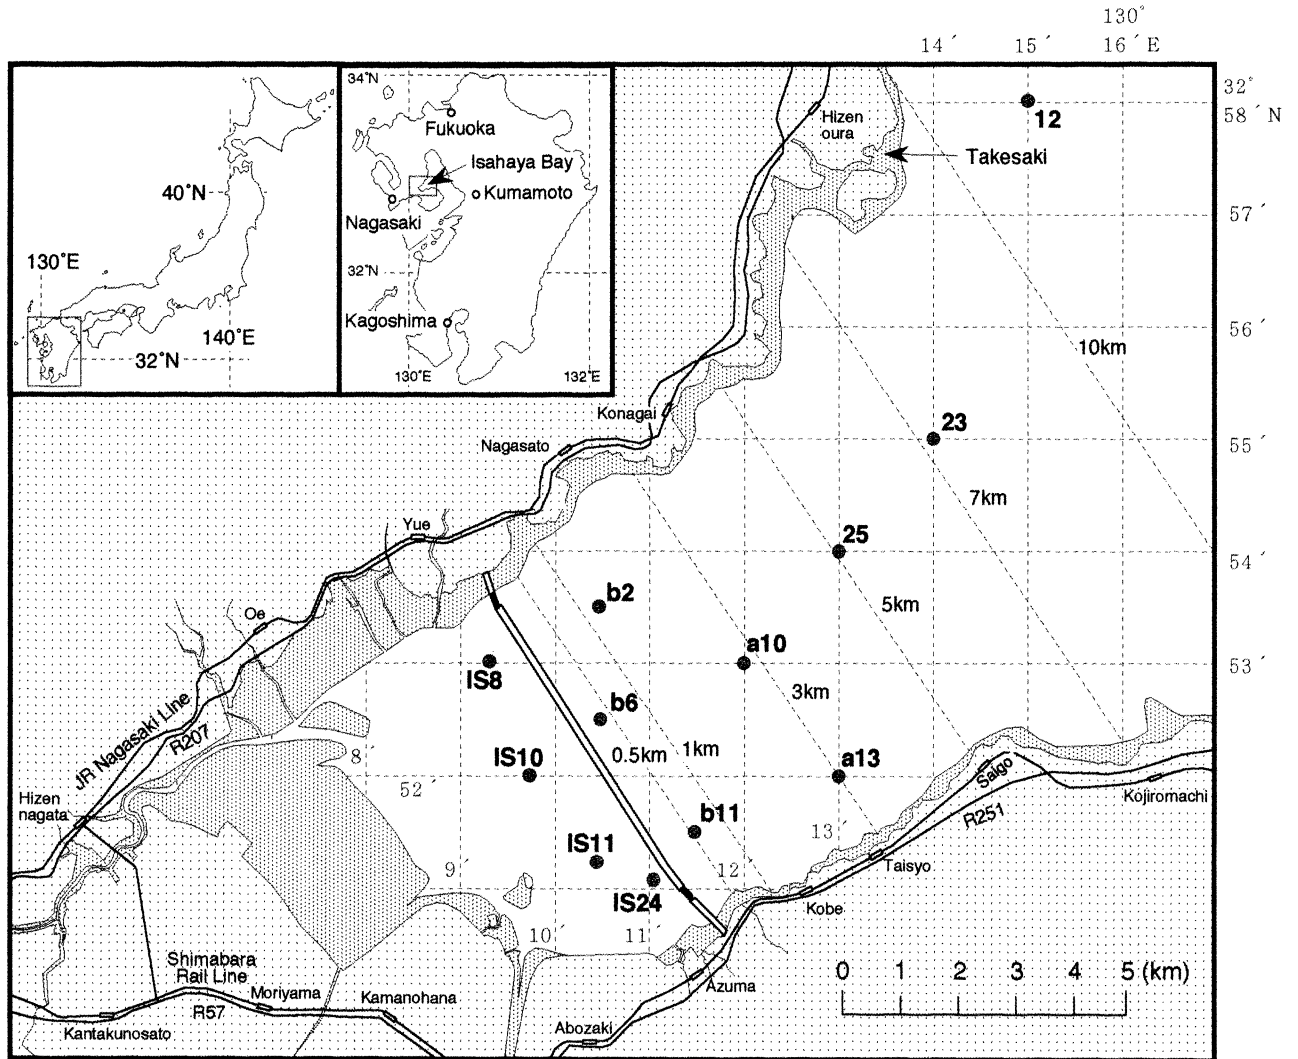 130°
14´ 15´ 16´ E
32°
58´ N
34°N
Fukuoka
Isahaya Bay
Kumamoto
Nagasaki
32°N
Kagoshima
130°E
132°E
40°N
130°E
140°E
32°N
Hizen
oura
12
Takesaki
57´
56´
10km
Konagai
Nagasato
23
55´
7km
Yue
25
54´
5km
Oe
b2
a10
IS8
53´
3km
b6
JR Nagasaki Line
R207
0.5km
1km
8´
IS10
a13
52´
Saigo
Kojiromachi
Hizen
nagata
R251
b11
13´
IS11
9´
12´
Taisyo
IS24
Kobe
10´
11´
Shimabara
Rail Line
0 1 2 3 4 5 (km)
Azuma
Moriyama
Kamanohana
R57
Kantakunosato
Abozaki